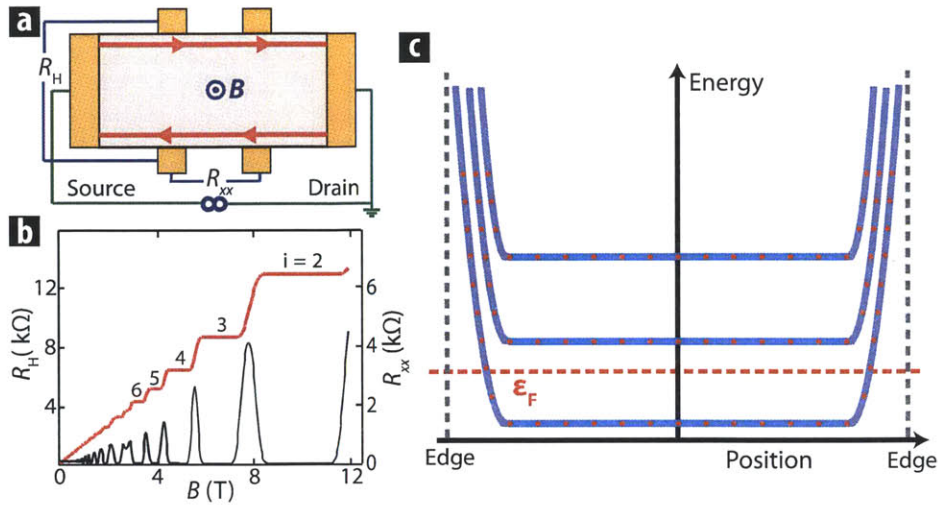 a
R_H
B
Source
R_xx
Drain
b
R_H (kΩ)
12
8
4
i = 2
3
4
5
6
6
4
2
0
R_xx (kΩ)
0
4
8
12
B (T)
c
Energy
ε_F
Edge
Position
Edge